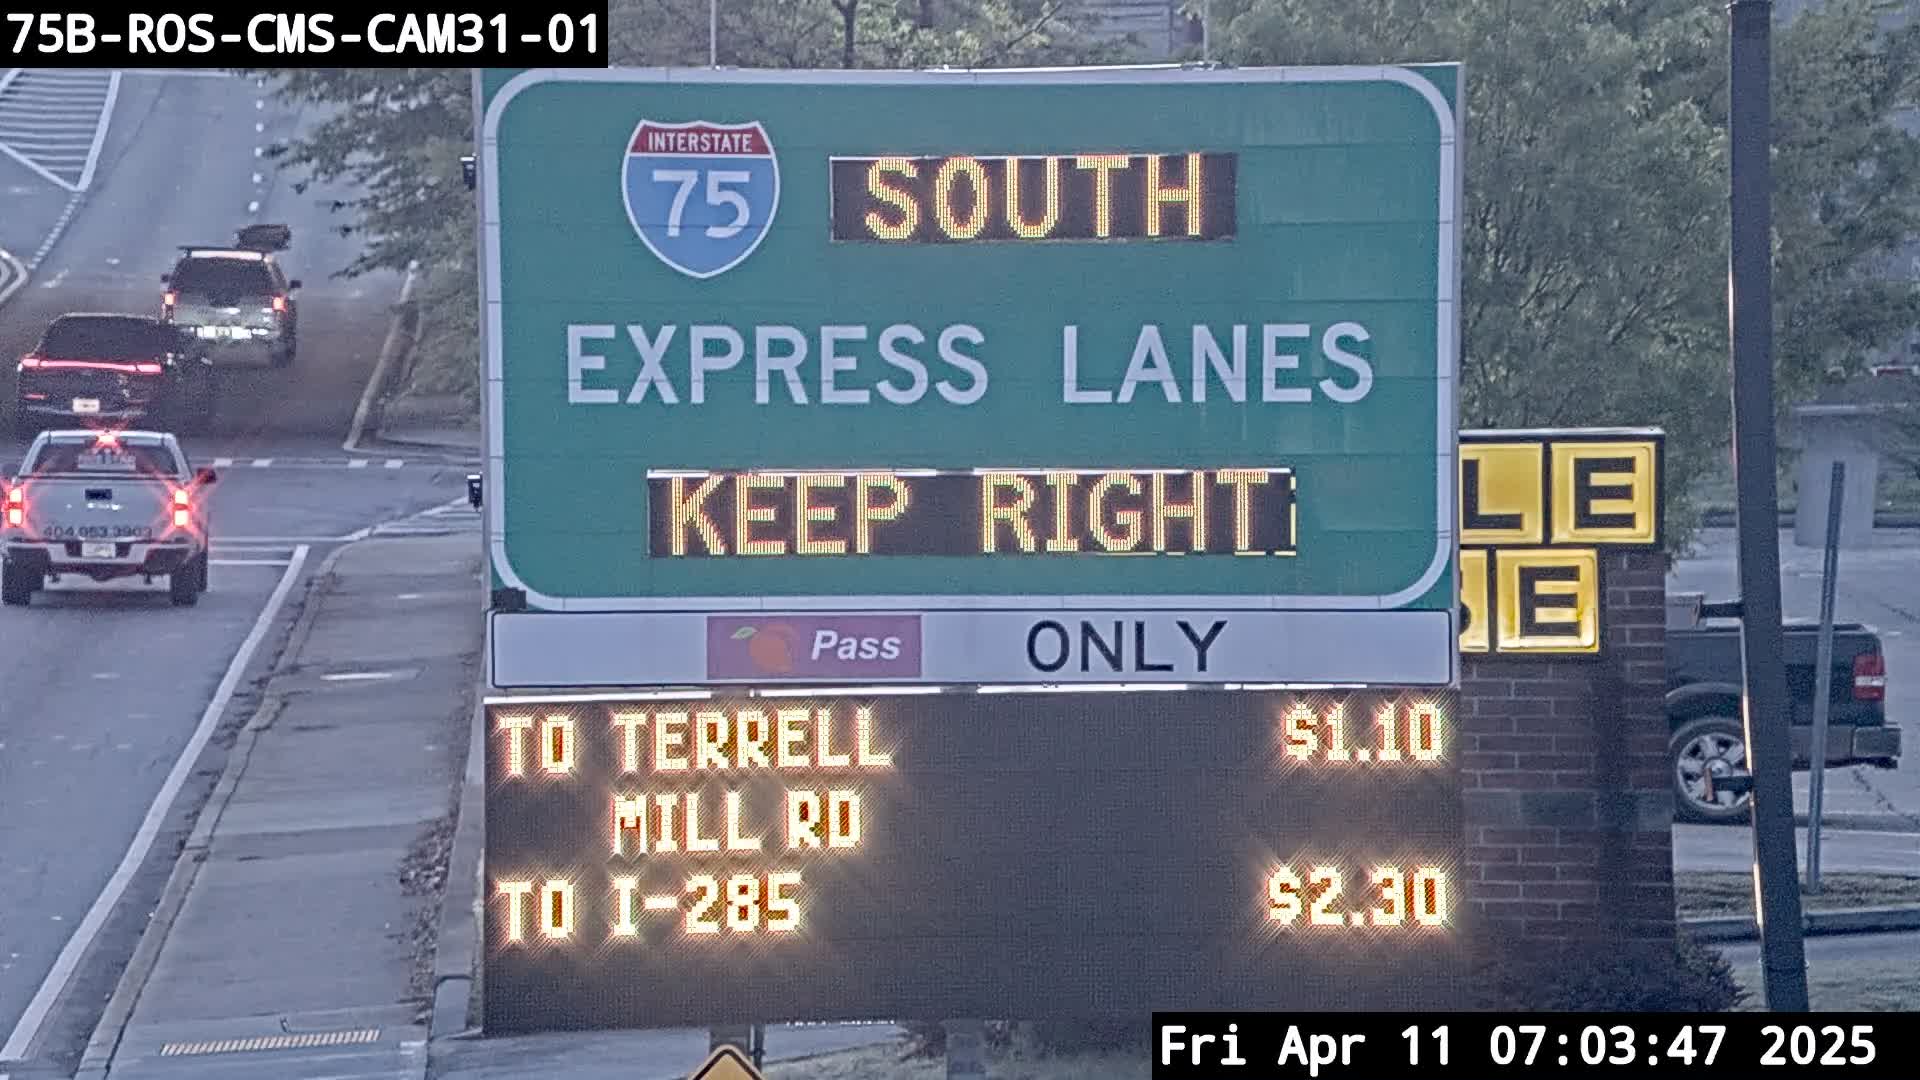 75B-ROS-CMS-CAM31-01
INTERSTATE
75
SOUTH
EXPRESS LANES
KEEP RIGHT
Pass ONLY
LE
E
TO TERRELL $1.10
MILL RD
TO I-285 $2.30
Fri Apr 11 07:03:47 2025